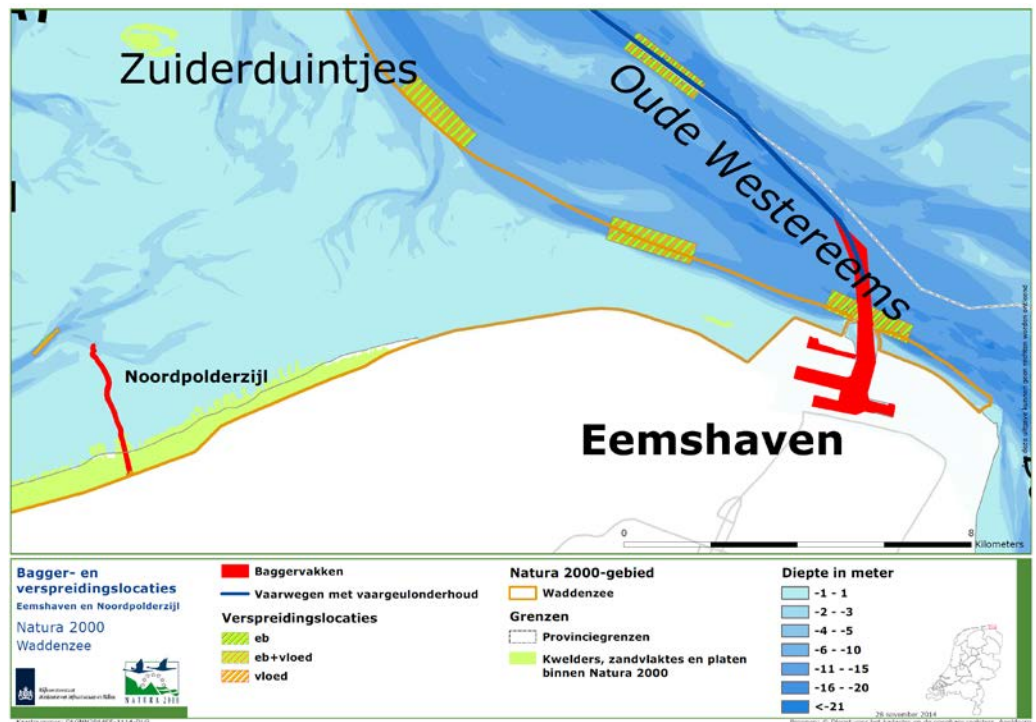 Zuiderduintjes
Oude Westereems
Noordpolderzijl
Eemshaven
0
8
Kilometers
Bagger- en
verspreidingslocaties
Eemshaven en Noordpolderzijl
Natura 2000
Waddenzee
Rijkswaterstaat
NATURA 2000
Baggervakken
Vaarwegen met vaargeulonderhoud
Verspreidingslocaties
eb
eb+vloed
vloed
Natura 2000-gebied
Waddenzee
Grenzen
Provinciegrenzen
Kwelders, zandvlaktes en platen
binnen Natura 2000
Diepte in meter
-1 - 1
-2 - -3
-4 - -5
-6 - -10
-11 - -15
-16 - -20
<-21
26 november 2014